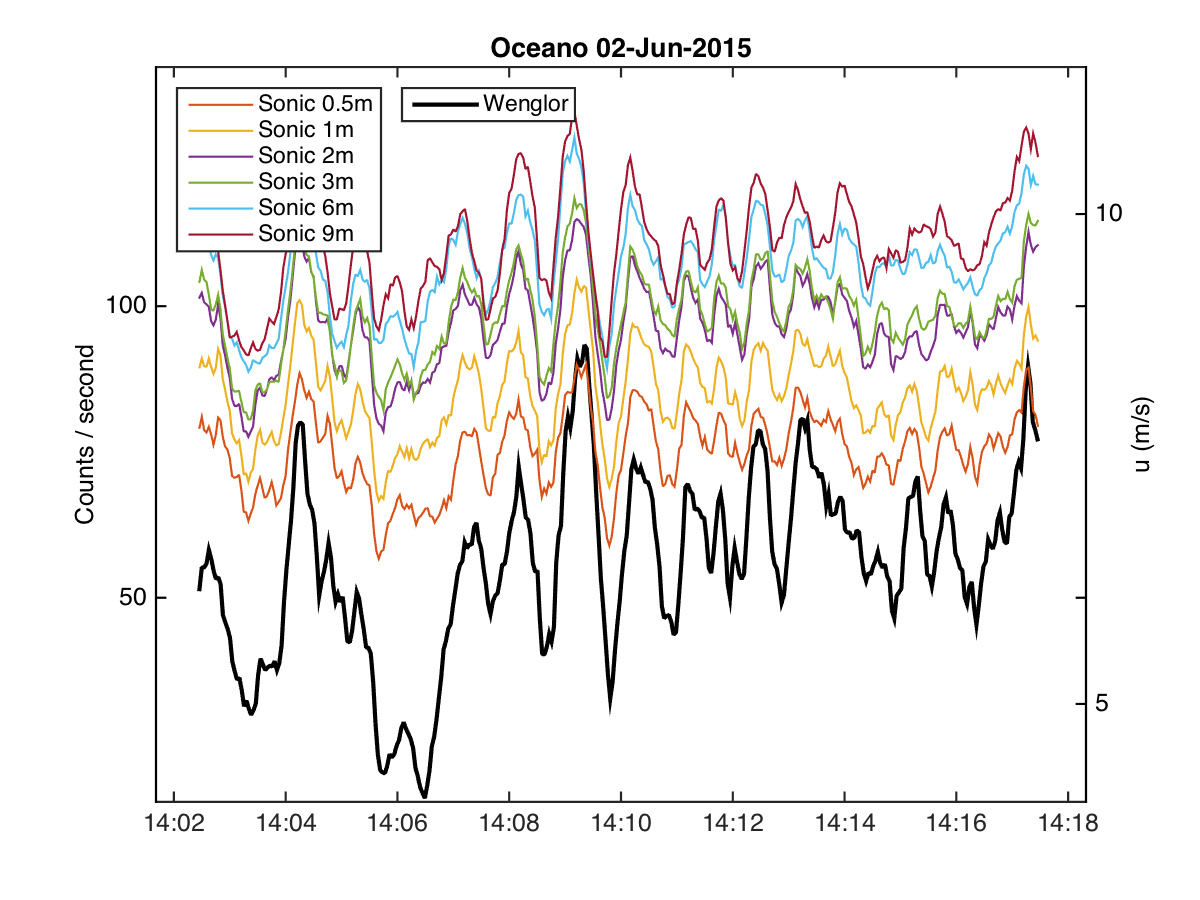 Oceano 02-Jun-2015
Sonic 0.5m
Sonic 1m
Sonic 2m
Sonic 3m
Sonic 6m
Sonic 9m
Wenglor
Counts / second
100
50
u (m/s)
10
5
14:02 14:04 14:06 14:08 14:10 14:12 14:14 14:16 14:18